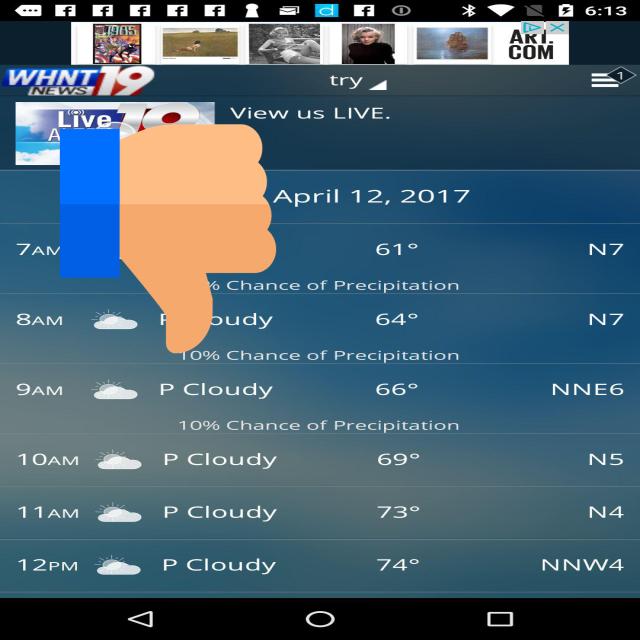 6:13
1985
ART.
COM
WHNT 19
NEWS
try
1
Live
19
View us LIVE.
April 12, 2017
7AM 61° N7
% Chance of Precipitation
8AM P Cloudy 64° N7
10% Chance of Precipitation
9AM P Cloudy 66° NNE6
10% Chance of Precipitation
10AM P Cloudy 69° N5
11AM P Cloudy 73° N4
12PM P Cloudy 74° NNW4